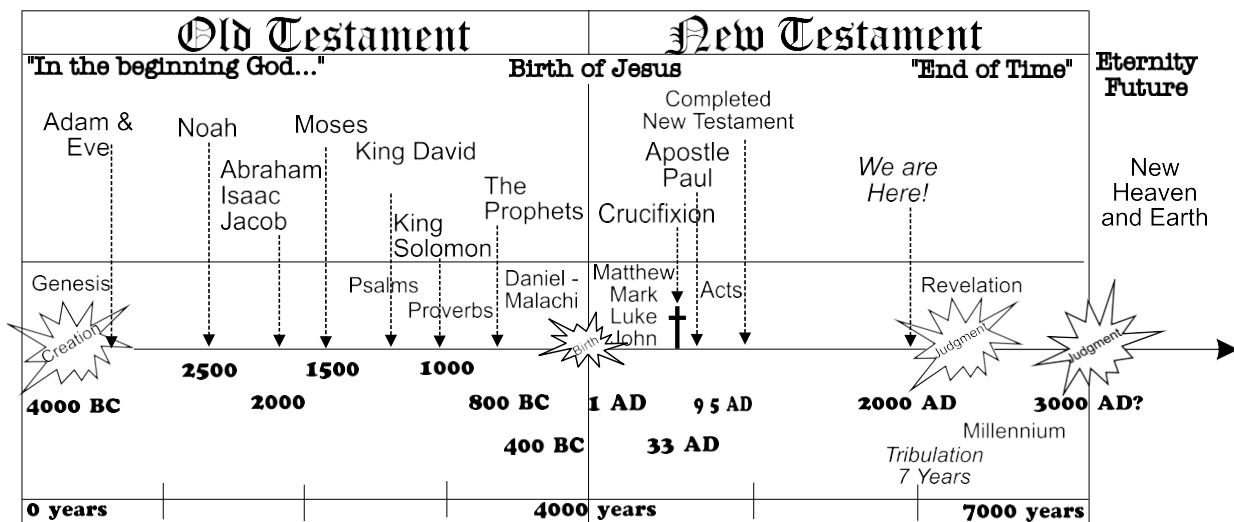 Old Testament
New Testament
"In the beginning God..."
Birth of Jesus
"End of Time"
Eternity
Future
Adam &
Eve
Noah
Abraham
Isaac
Jacob
Moses
King David
King
Solomon
The
Prophets
Crucifixion
Apostle
Paul
Completed
New Testament
We are
Here!
New
Heaven
and Earth
Genesis
Psalms
Proverbs
Daniel -
Malachi
Matthew
Mark
Luke
John
Acts
Revelation
Creation
Birth
Judgment
Judgment
4000 BC
2500
2000
1500
1000
800 BC
400 BC
1 AD
33 AD
95 AD
2000 AD
3000 AD?
Millennium
Tribulation
7 Years
0 years
4000 years
7000 years